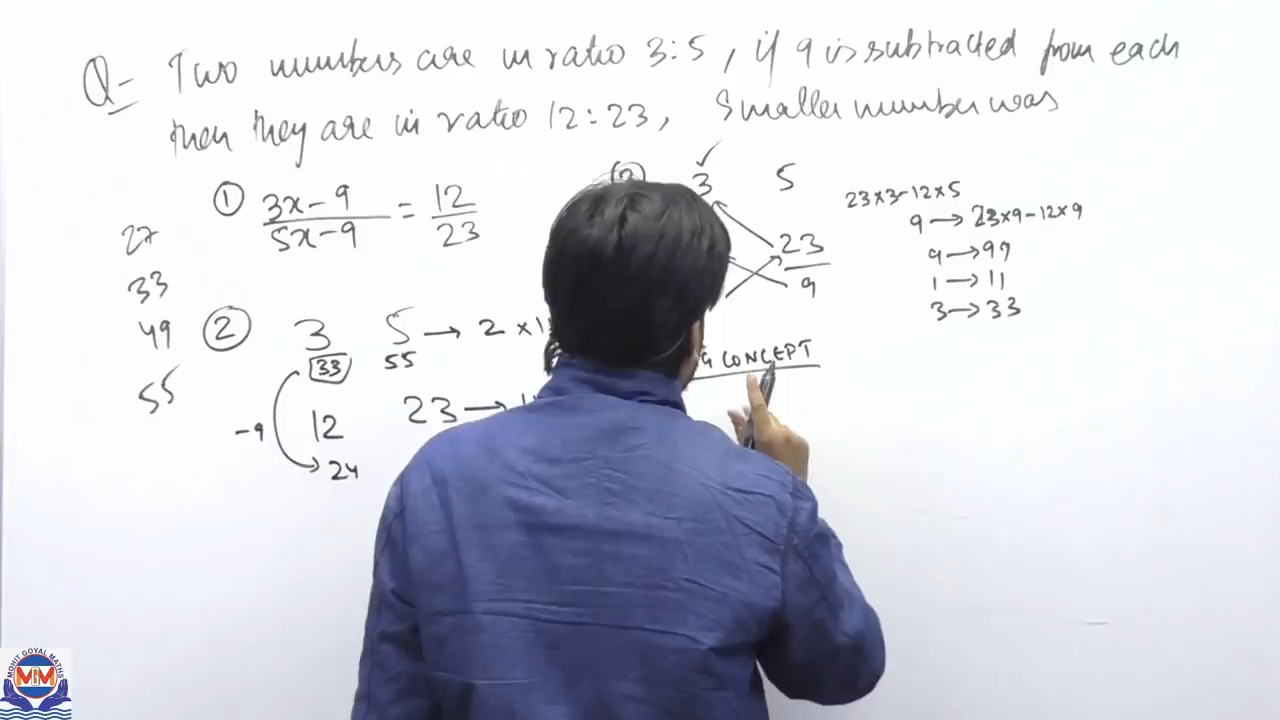 Q- Two numbers are in ratio 3:5, if 9 is subtracted from each
then they are in ratio 12:23, Smaller number was
① 3x-9/5x-9 = 12/23
27
33
49
55
② 3 5 → 2 ×
33 55
12 23 →
-9
24
3 5
23
9
23×3-12×5
9 → 23×9-12×9
9 → 99
1 → 11
3 → 33
CONCEPT
MOHIT GOYAL MATHS